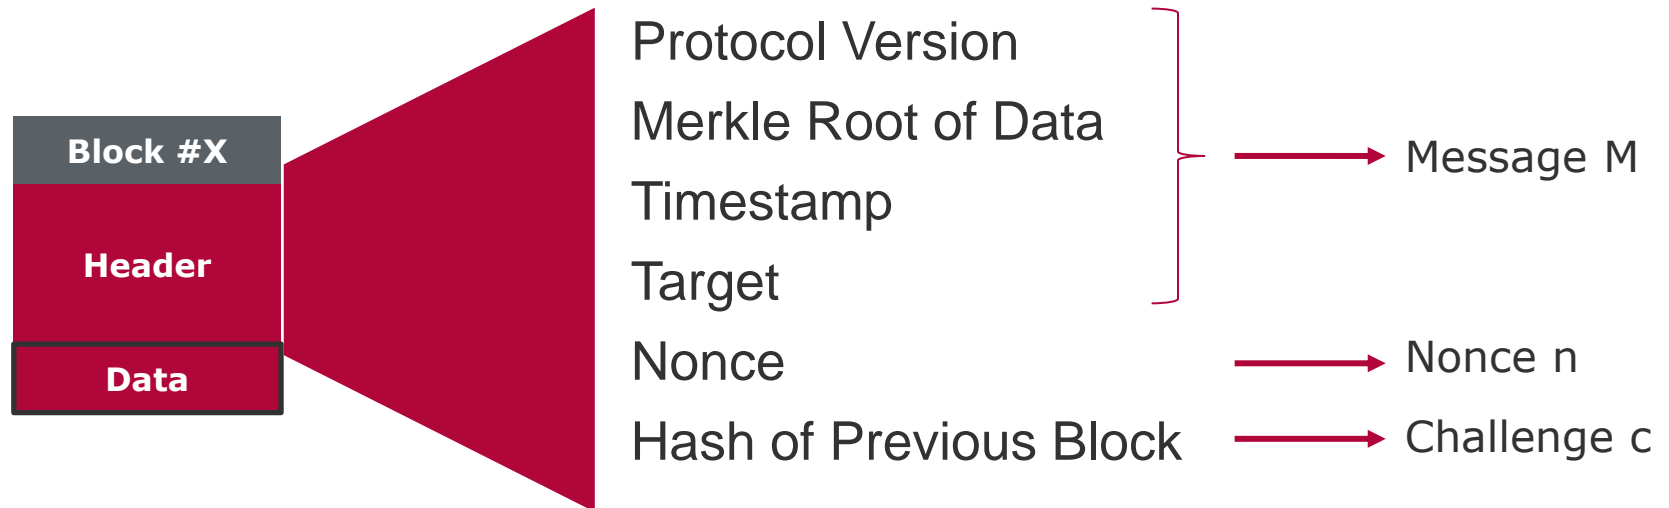 Block #X
Header
Data
Protocol Version
Merkle Root of Data
Timestamp
Target
Nonce
Hash of Previous Block
Message M
Nonce n
Challenge c